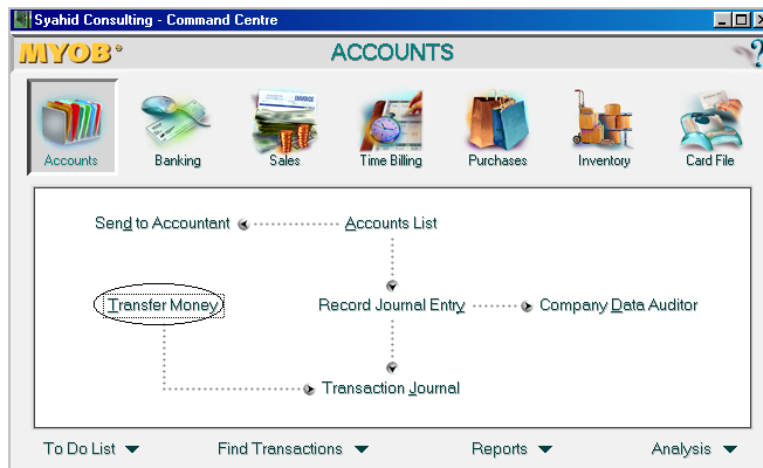 Syahid Consulting - Command Centre
MYOB® ACCOUNTS ?
Accounts Banking Sales Time Billing Purchases Inventory Card File
Send to Accountant Accounts List
Transfer Money Record Journal Entry Company Data Auditor
Transaction Journal
To Do List Find Transactions Reports Analysis